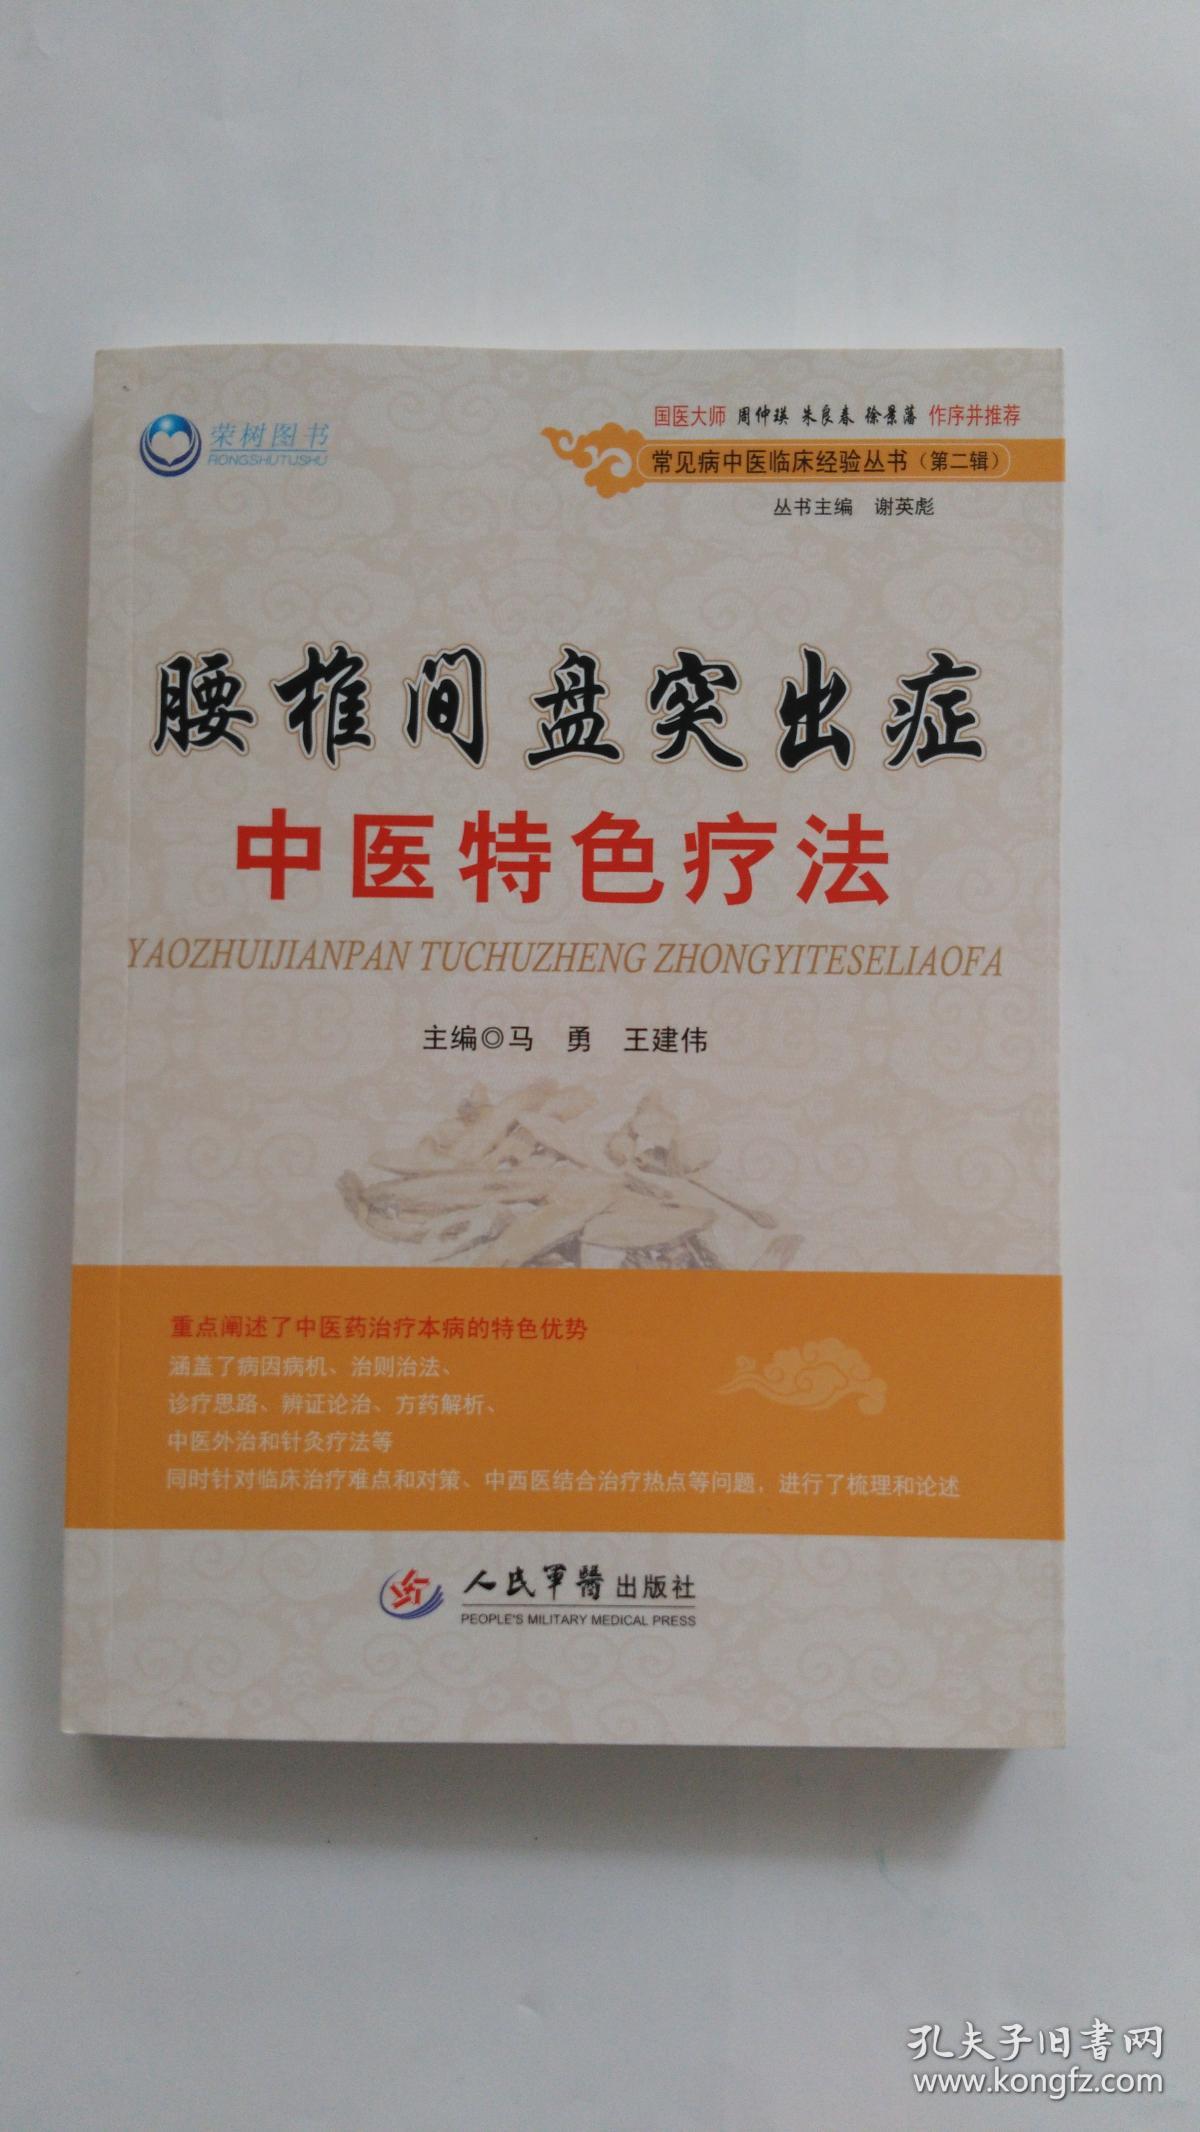 荣树图书
RONGSHUTUSHU
国医大师 周仲瑛 朱良春 徐景藩 作序并推荐
常见病中医临床经验丛书（第二辑）
丛书主编 谢英彪
腰椎间盘突出症
中医特色疗法
YAOZHUIJIANPAN TUCHUZHENG ZHONGYITESELIAOFA
主编◎马 勇 王建伟
重点阐述了中医药治疗本病的特色优势
涵盖了病因病机、治则治法、
诊疗思路、辨证论治、方药解析、
中医外治和针灸疗法等
同时针对临床治疗难点和对策、中西医结合治疗热点等问题，进行了梳理和论述
人民军醫出版社
PEOPLE'S MILITARY MEDICAL PRESS
孔夫子旧書网
www.kongfz.com